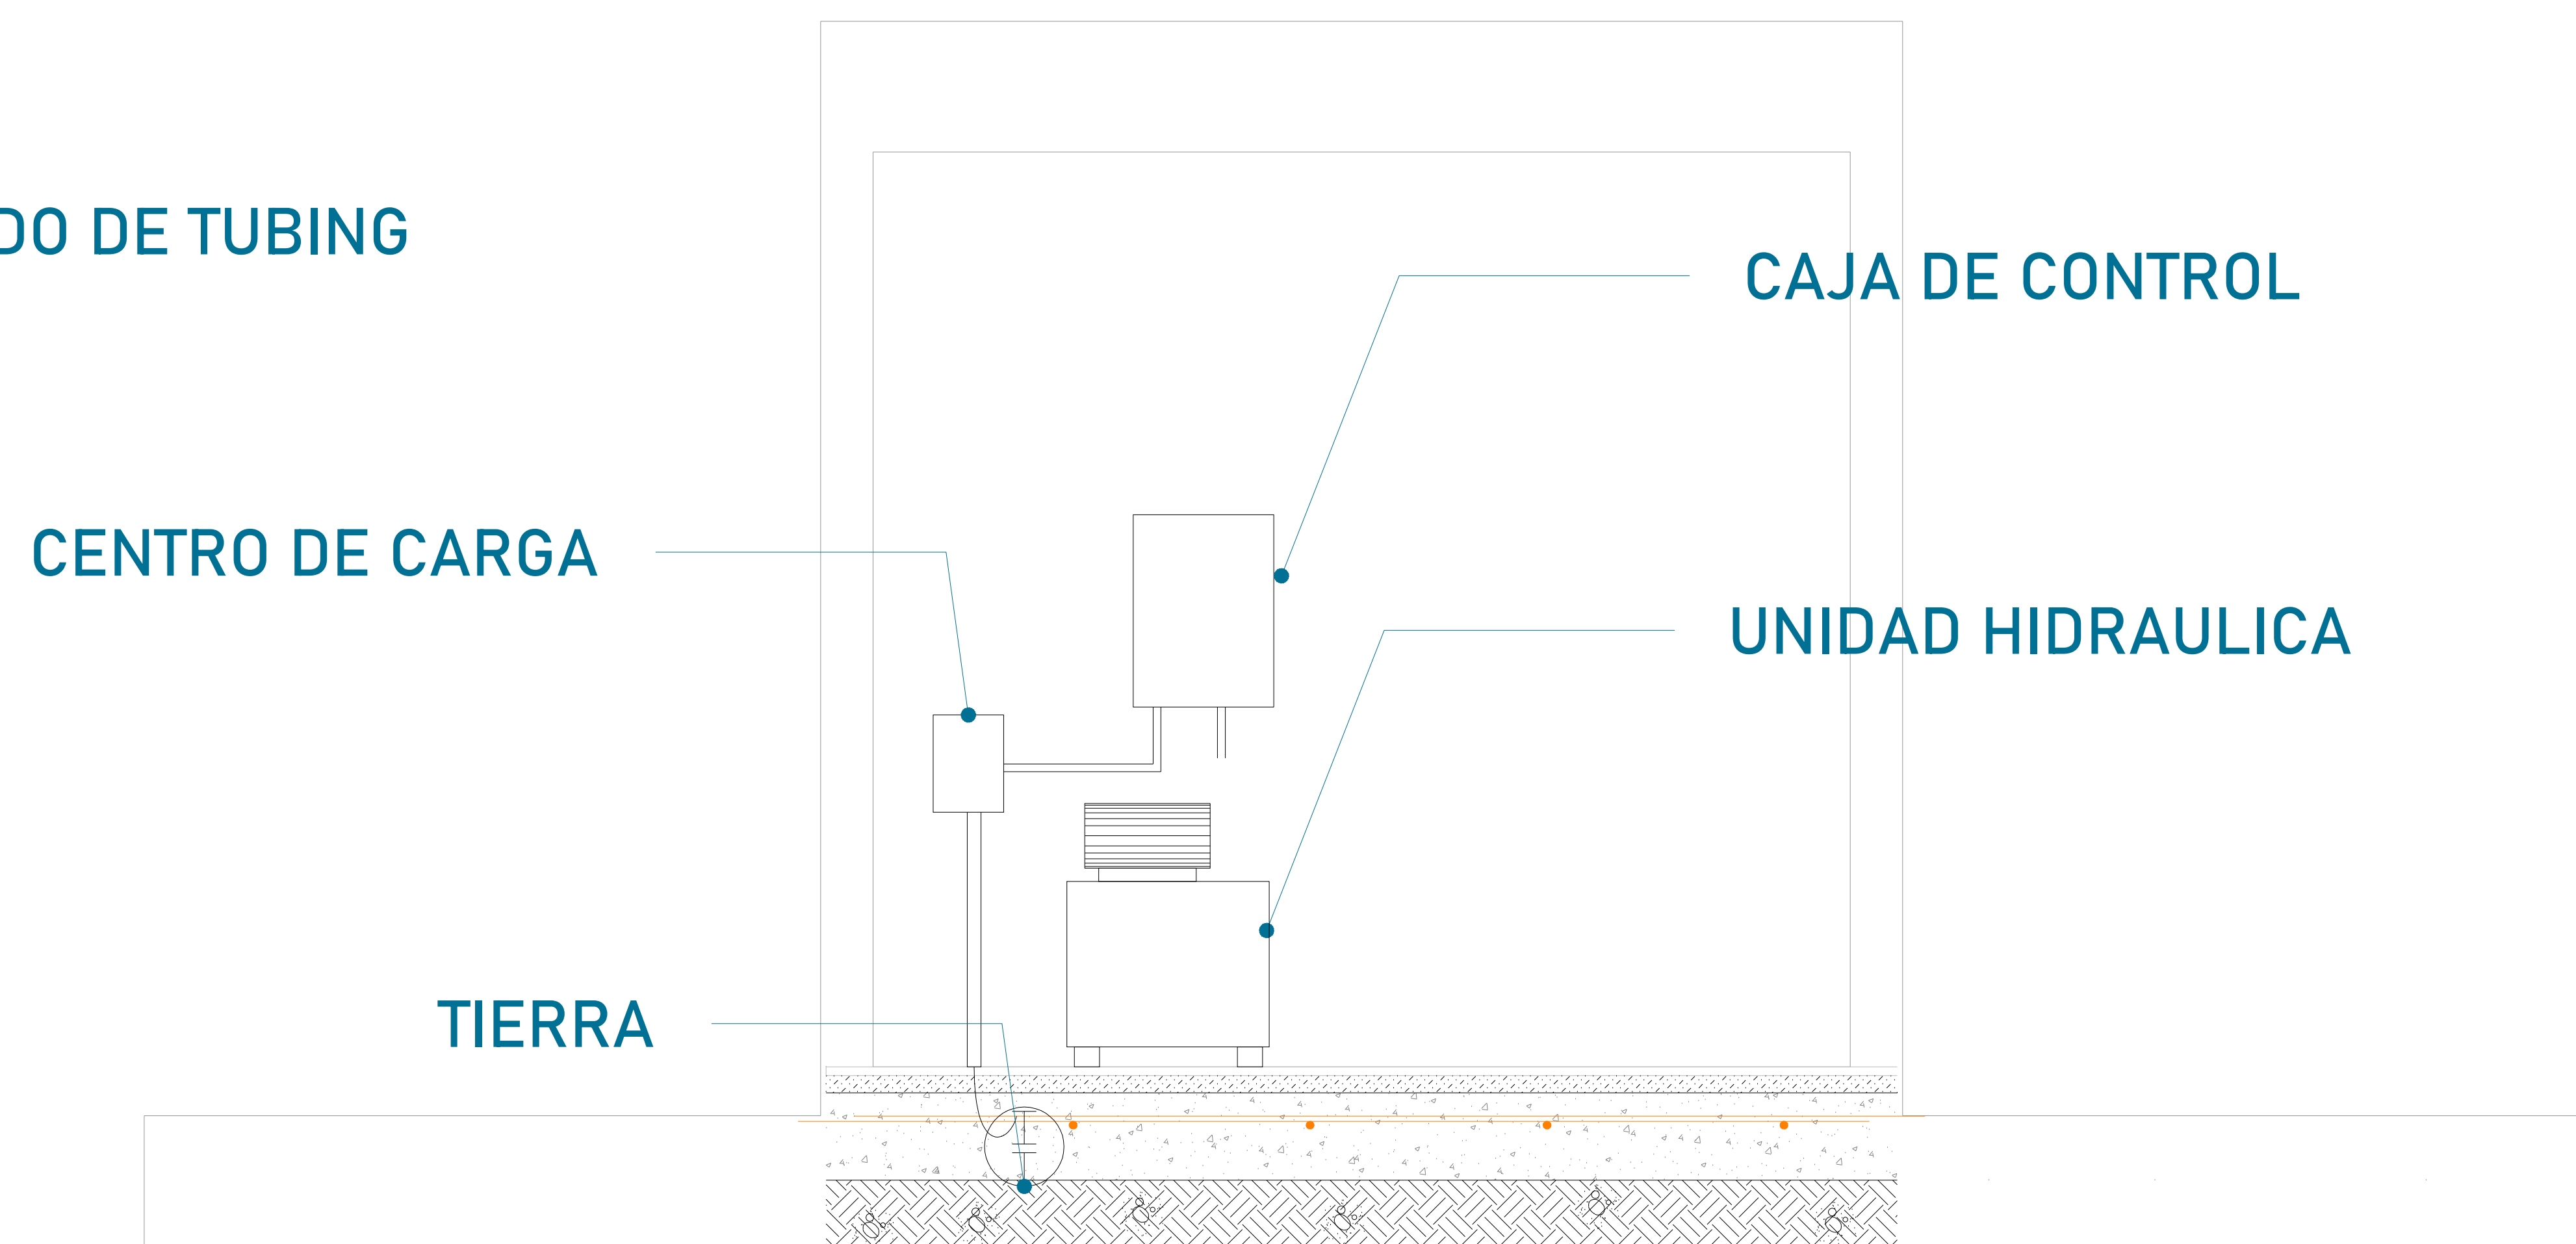 DO DE TUBING
CAJA DE CONTROL
CENTRO DE CARGA
UNIDAD HIDRAULICA
TIERRA